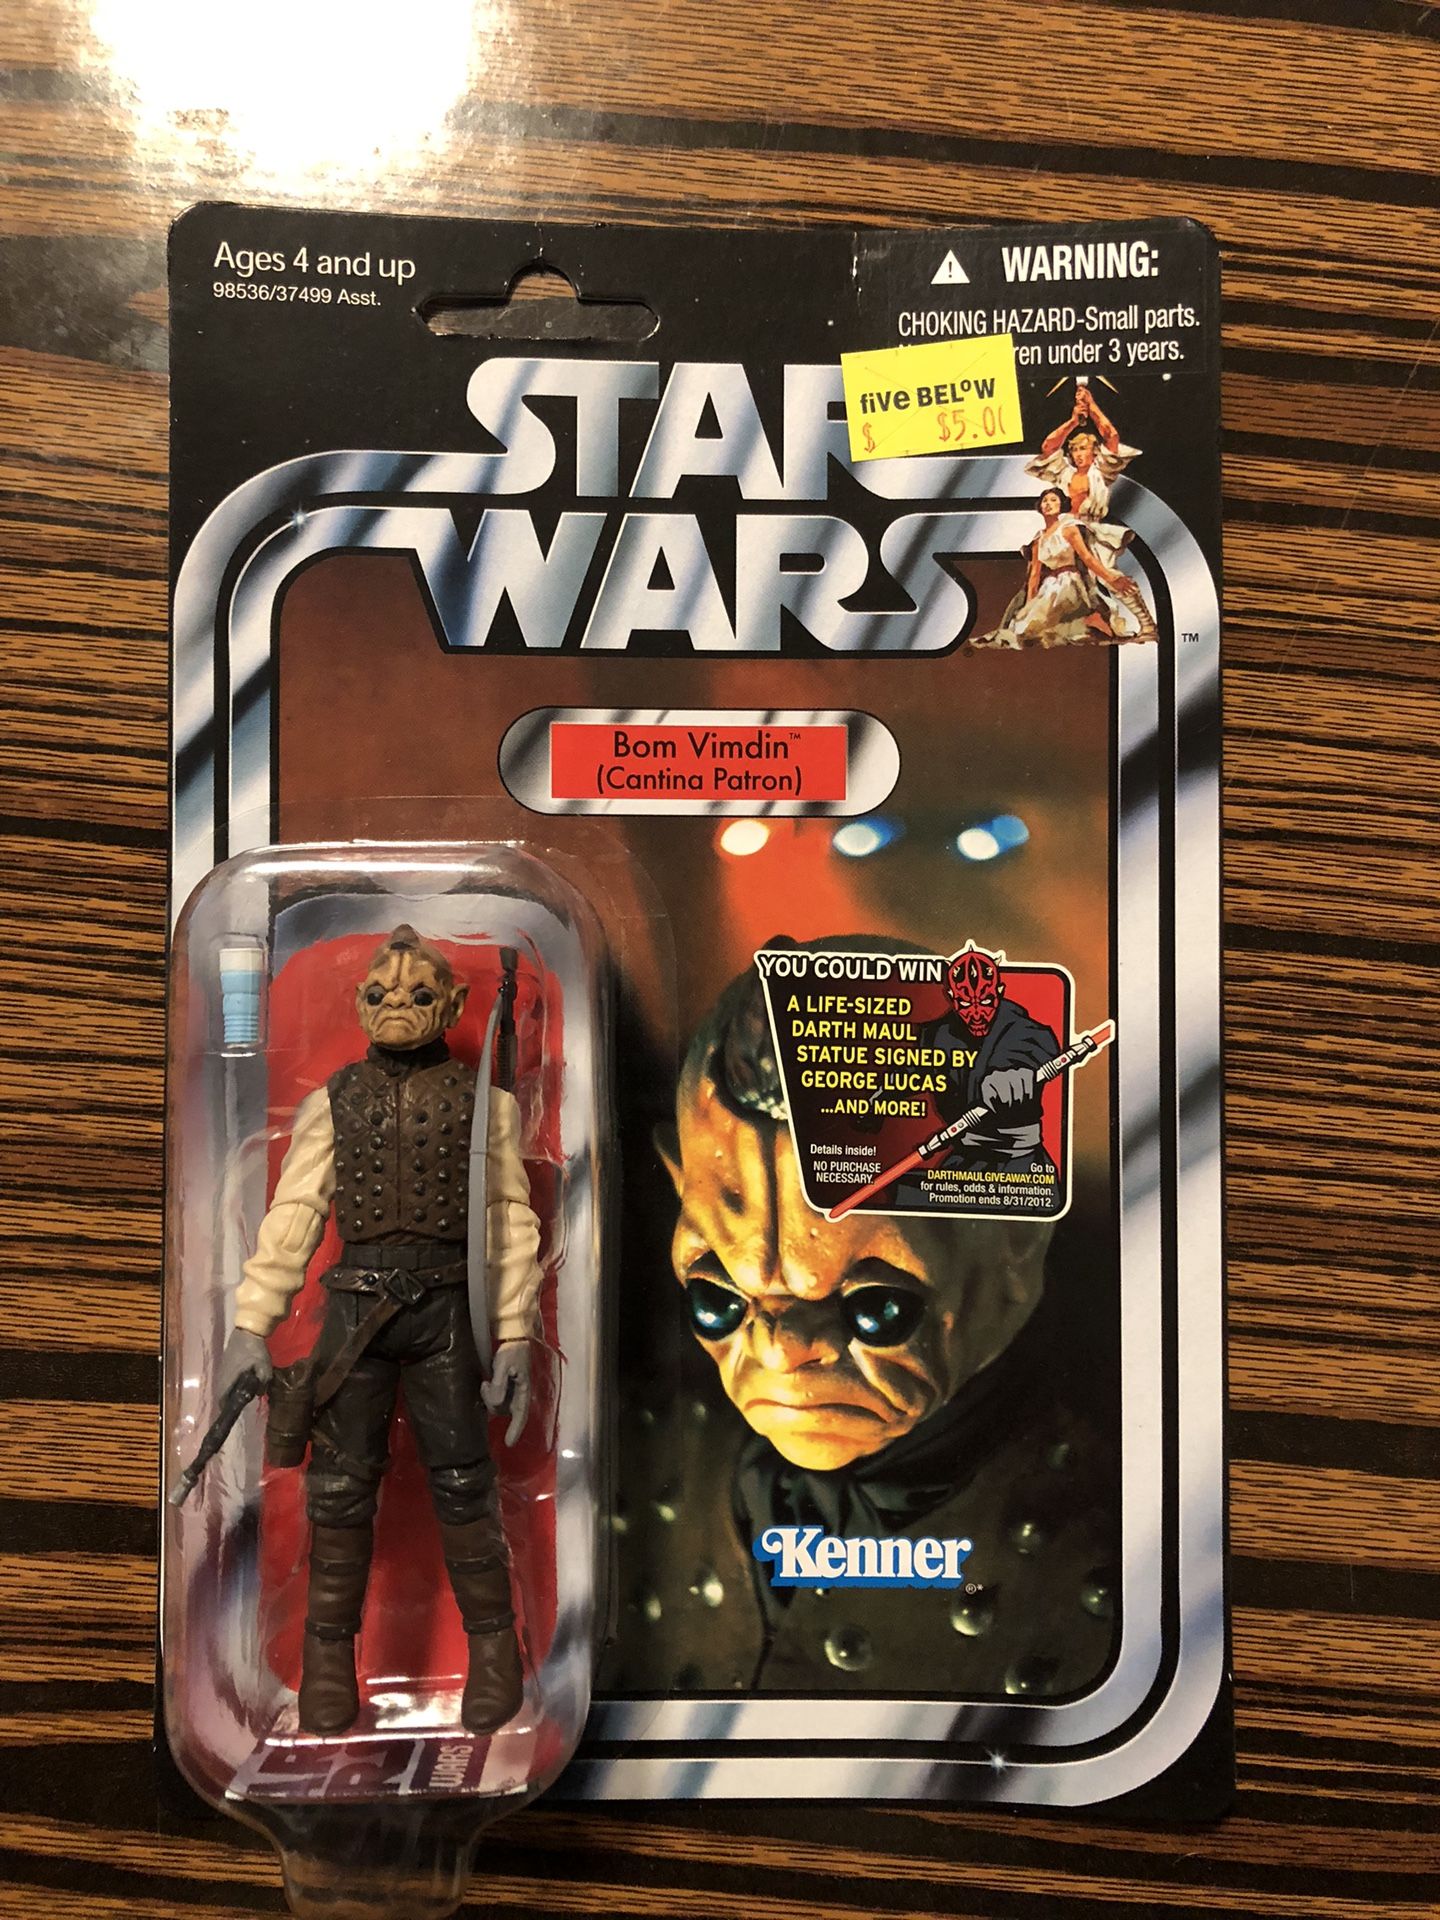 Ages 4 and up
98536/37499 Asst.
WARNING:
CHOKING HAZARD-Small parts.
under 3 years.
fiVe BELOW
$ $5.0
STAR
WARS
TM
Bom Vimdin™
(Cantina Patron)
YOU COULD WIN
A LIFE-SIZED
DARTH MAUL
STATUE SIGNED BY
GEORGE LUCAS
...AND MORE!
Details inside!
NO PURCHASE
NECESSARY.
Go to
DARTHMAULGIVEAWAY.COM
for rules, odds & information.
Promotion ends 8/31/2012.
Kenner
®*
WARS